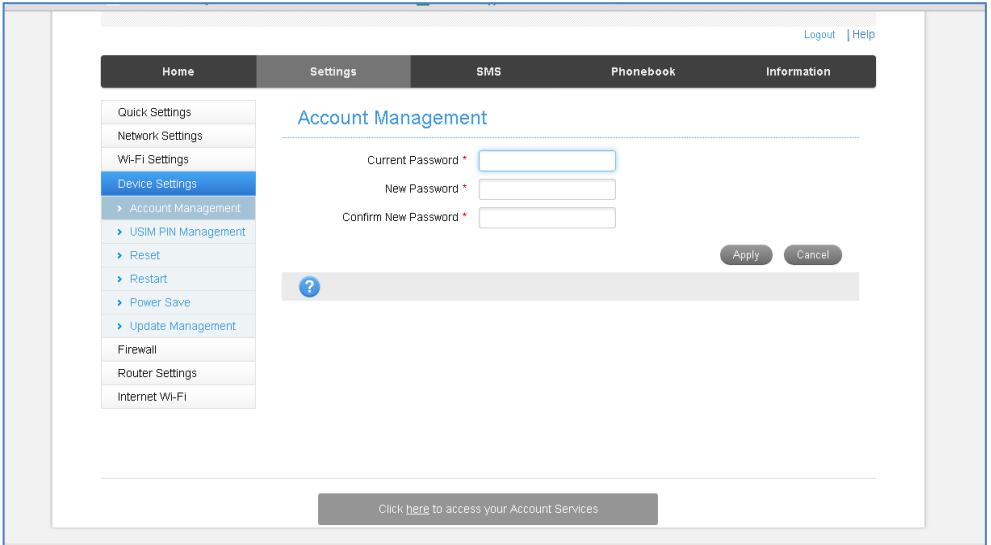 Logout | Help
Home Settings SMS Phonebook Information
Quick Settings
Network Settings
Wi-Fi Settings
Device Settings
› Account Management
› USIM PIN Management
› Reset
› Restart
› Power Save
› Update Management
Firewall
Router Settings
Internet Wi-Fi
Account Management
Current Password *
New Password *
Confirm New Password *
Apply Cancel
?
Click here to access your Account Services